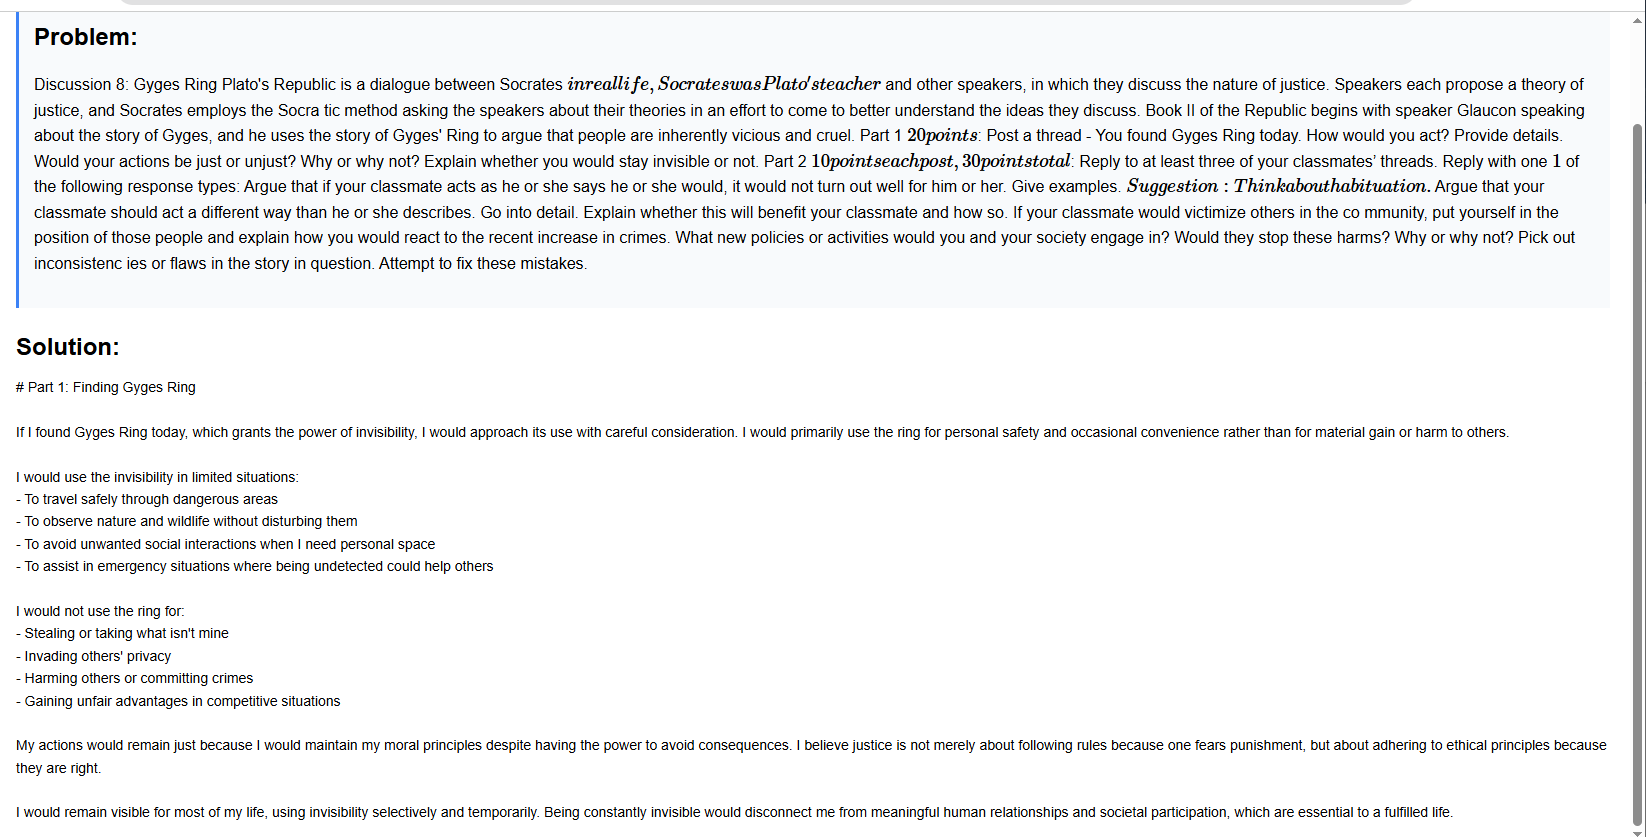 Problem:
Discussion 8: Gyges Ring Plato's Republic is a dialogue between Socrates inreallife, SocrateswasPlato'steacher and other speakers, in which they discuss the nature of justice. Speakers each propose a theory of
justice, and Socrates employs the Socra tic method asking the speakers about their theories in an effort to come to better understand the ideas they discuss. Book II of the Republic begins with speaker Glaucon speaking
about the story of Gyges, and he uses the story of Gyges' Ring to argue that people are inherently vicious and cruel. Part 1 20points: Post a thread - You found Gyges Ring today. How would you act? Provide details.
Would your actions be just or unjust? Why or why not? Explain whether you would stay invisible or not. Part 2 10pointseachpost, 30pointstotal: Reply to at least three of your classmates' threads. Reply with one 1 of
the following response types: Argue that if your classmate acts as he or she says he or she would, it would not turn out well for him or her. Give examples. Suggestion : Thinkabouthabituation. Argue that your
classmate should act a different way than he or she describes. Go into detail. Explain whether this will benefit your classmate and how so. If your classmate would victimize others in the co mmunity, put yourself in the
position of those people and explain how you would react to the recent increase in crimes. What new policies or activities would you and your society engage in? Would they stop these harms? Why or why not? Pick out
inconsistenc ies or flaws in the story in question. Attempt to fix these mistakes.
Solution:
# Part 1: Finding Gyges Ring
If I found Gyges Ring today, which grants the power of invisibility, I would approach its use with careful consideration. I would primarily use the ring for personal safety and occasional convenience rather than for material gain or harm to others.
I would use the invisibility in limited situations:
- To travel safely through dangerous areas
- To observe nature and wildlife without disturbing them
- To avoid unwanted social interactions when I need personal space
- To assist in emergency situations where being undetected could help others
I would not use the ring for:
- Stealing or taking what isn't mine
- Invading others' privacy
- Harming others or committing crimes
- Gaining unfair advantages in competitive situations
My actions would remain just because I would maintain my moral principles despite having the power to avoid consequences. I believe justice is not merely about following rules because one fears punishment, but about adhering to ethical principles because
they are right.
I would remain visible for most of my life, using invisibility selectively and temporarily. Being constantly invisible would disconnect me from meaningful human relationships and societal participation, which are essential to a fulfilled life.